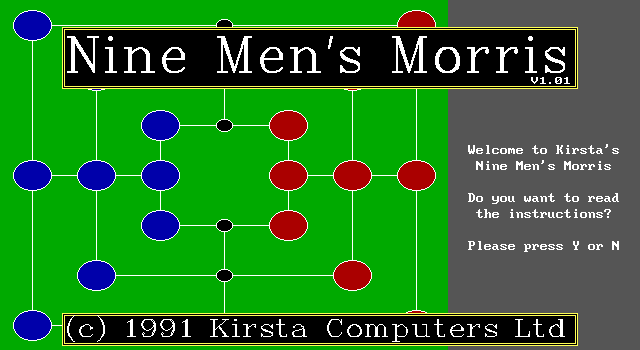 Nine Men's Morris
V1.01
Welcome to Kirsta's
Nine Men's Morris
Do you want to read
the instructions?
Please press Y or N
(c) 1991 Kirsta Computers Ltd